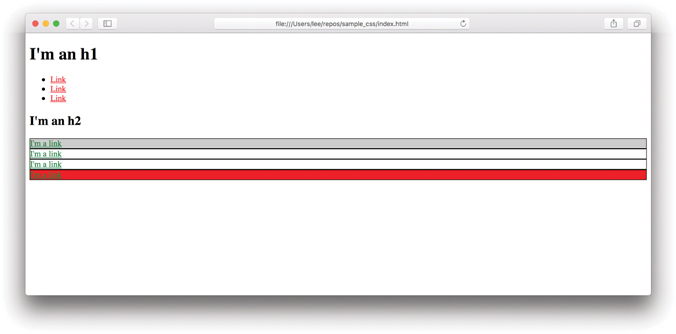 file:///Users/lee/repos/sample_css/index.html
I'm an h1
Link
Link
Link
I'm an h2
I'm a link
I'm a link
I'm a link
I'm a link